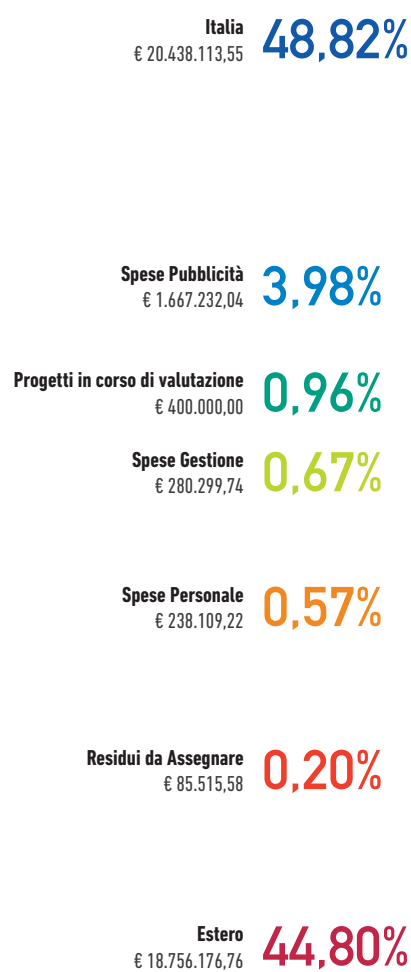 Italia
€ 20.438.113,55
48,82%
Spese Pubblicità
€ 1.667.232,04
3,98%
Progetti in corso di valutazione
€ 400.000,00
0,96%
Spese Gestione
€ 280.299,74
0,67%
Spese Personale
€ 238.109,22
0,57%
Residui da Assegnare
€ 85.515,58
0,20%
Estero
€ 18.756.176,76
44,80%